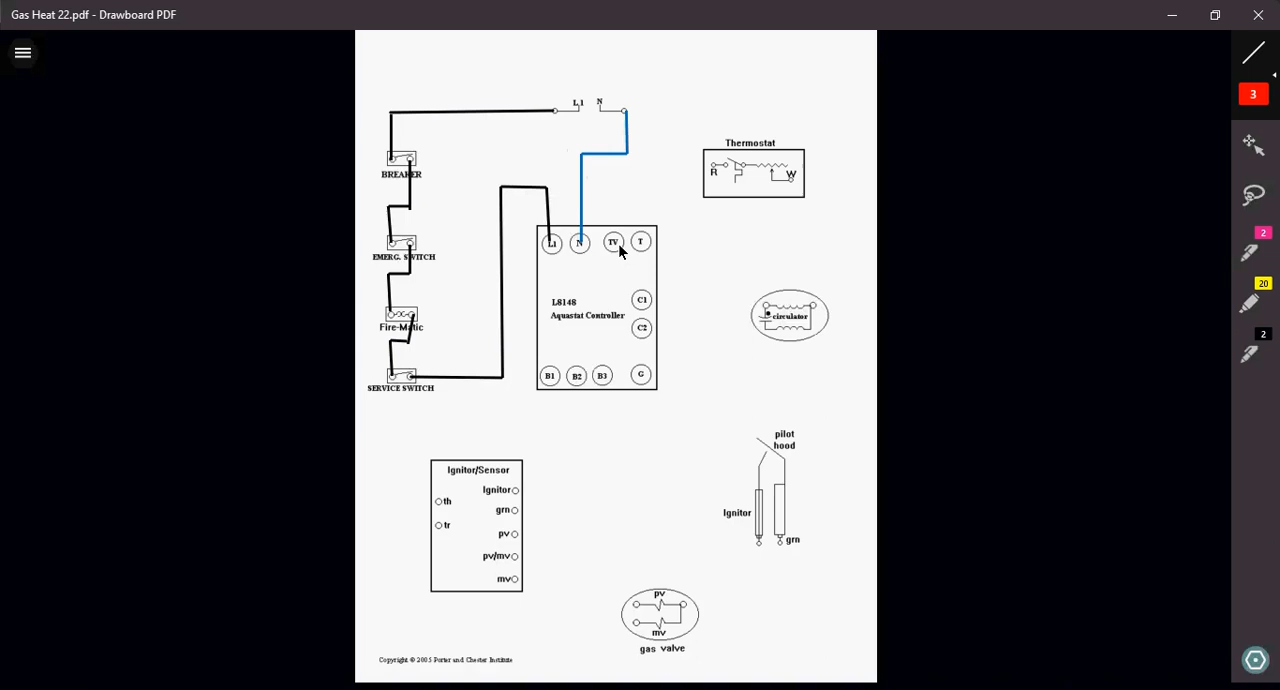 Gas Heat 22.pdf - Drawboard PDF
3
2
20
2
L1 N
BREAKER
EMERG. SWITCH
Fire-Matic
SERVICE SWITCH
Thermostat
R W
L1 N TV T
L8148
Aquastat Controller
C1
C2
B1 B2 B3 G
circulator
pilot
hood
Ignitor
grn
Ignitor/Sensor
Ignitor
th
grn
tr
pv
pv/mv
mv
pv
mv
gas valve
Copyright © 2005 Porter and Chester Institute